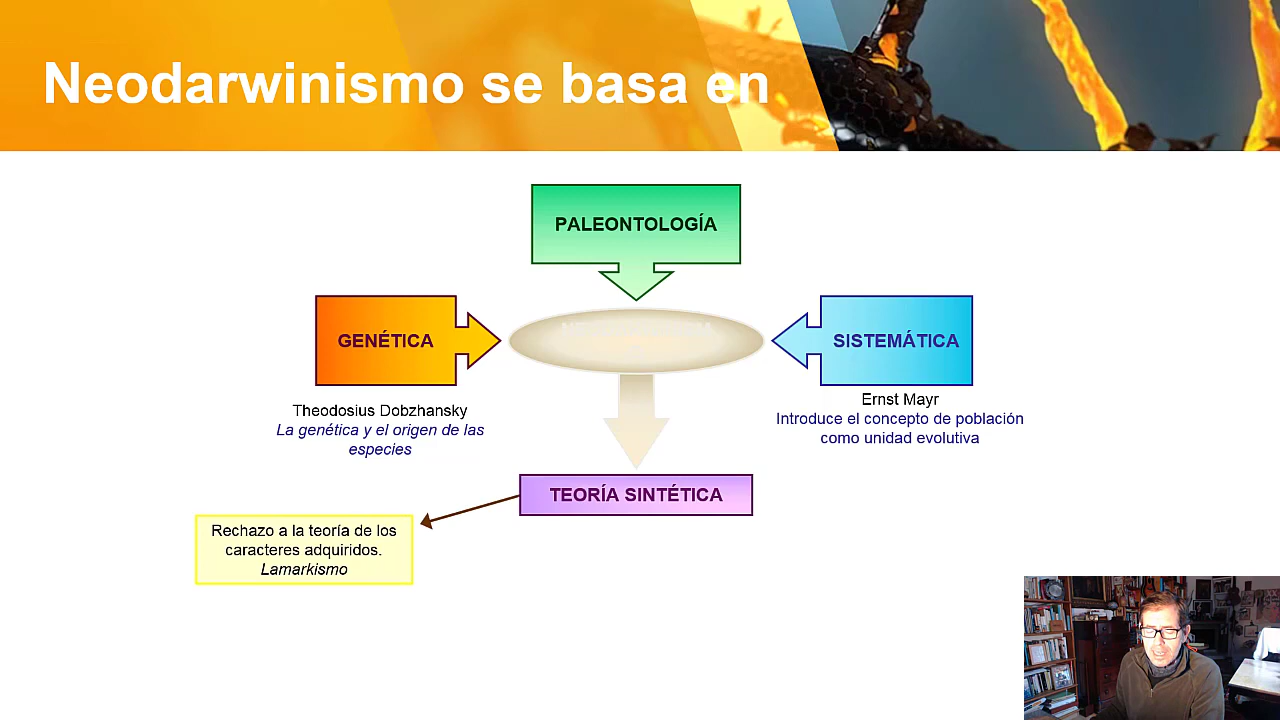 Neodarwinismo se basa en
PALEONTOLOGÍA
GENÉTICA
SISTEMÁTICA
Theodosius Dobzhansky
La genética y el origen de las
especies
Ernst Mayr
Introduce el concepto de población
como unidad evolutiva
TEORÍA SINTÉTICA
Rechazo a la teoría de los
caracteres adquiridos.
Lamarkismo